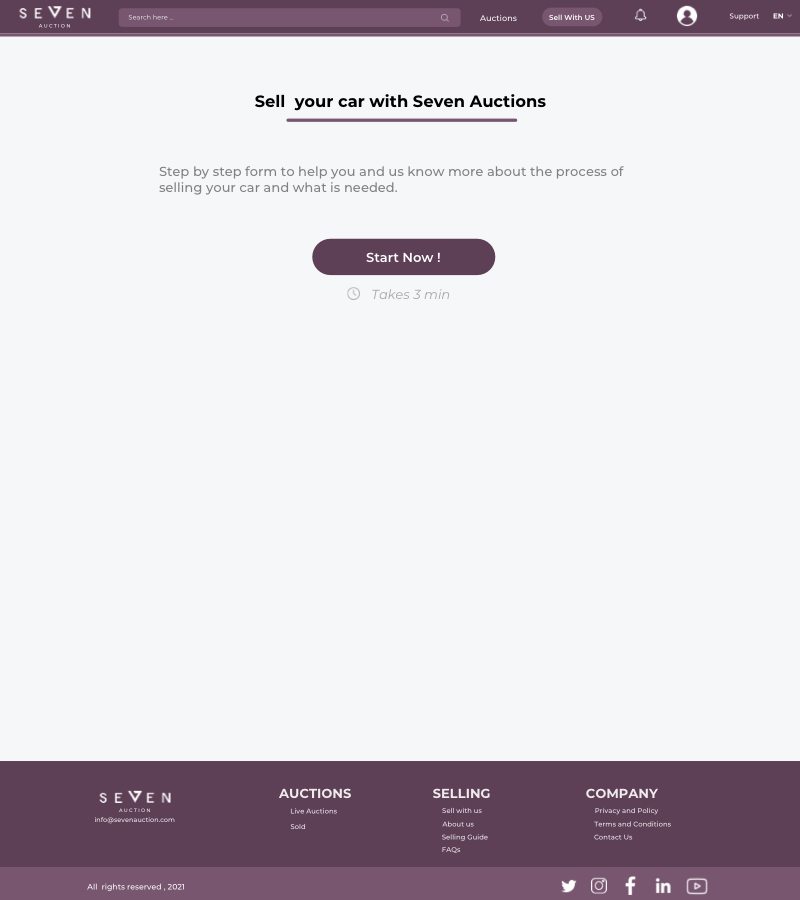 SEVEN
AUCTION
Search here ..
Auctions
Sell With US
Support
EN
Sell  your car with Seven Auctions
Step by step form to help you and us know more about the process of
selling your car and what is needed.
Start Now !
Takes 3 min
SEVEN
AUCTION
info@sevenauction.com
AUCTIONS
Live Auctions
Sold
SELLING
Sell with us
About us
Selling Guide
FAQs
COMPANY
Privacy and Policy
Terms and Conditions
Contact Us
All  rights reserved , 2021